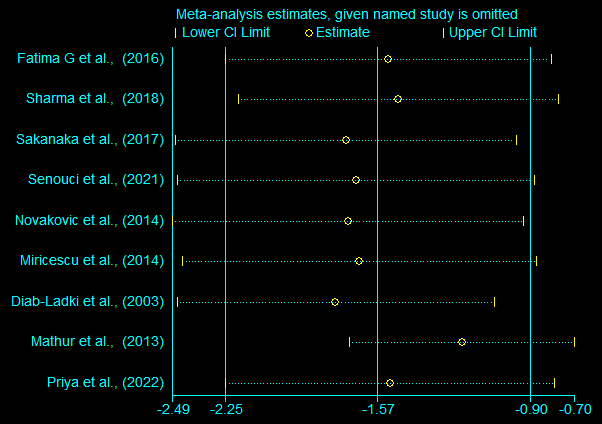 Meta-analysis estimates, given named study is omitted
| Lower CI Limit ○ Estimate | Upper CI Limit
Fatima G et al., (2016)
Sharma et al., (2018)
Sakanaka et al., (2017)
Senouci et al., (2021)
Novakovic et al., (2014)
Miricescu et al., (2014)
Diab-Ladki et al., (2003)
Mathur et al., (2013)
Priya et al., (2022)
-2.49 -2.25 -1.57 -0.90 -0.70